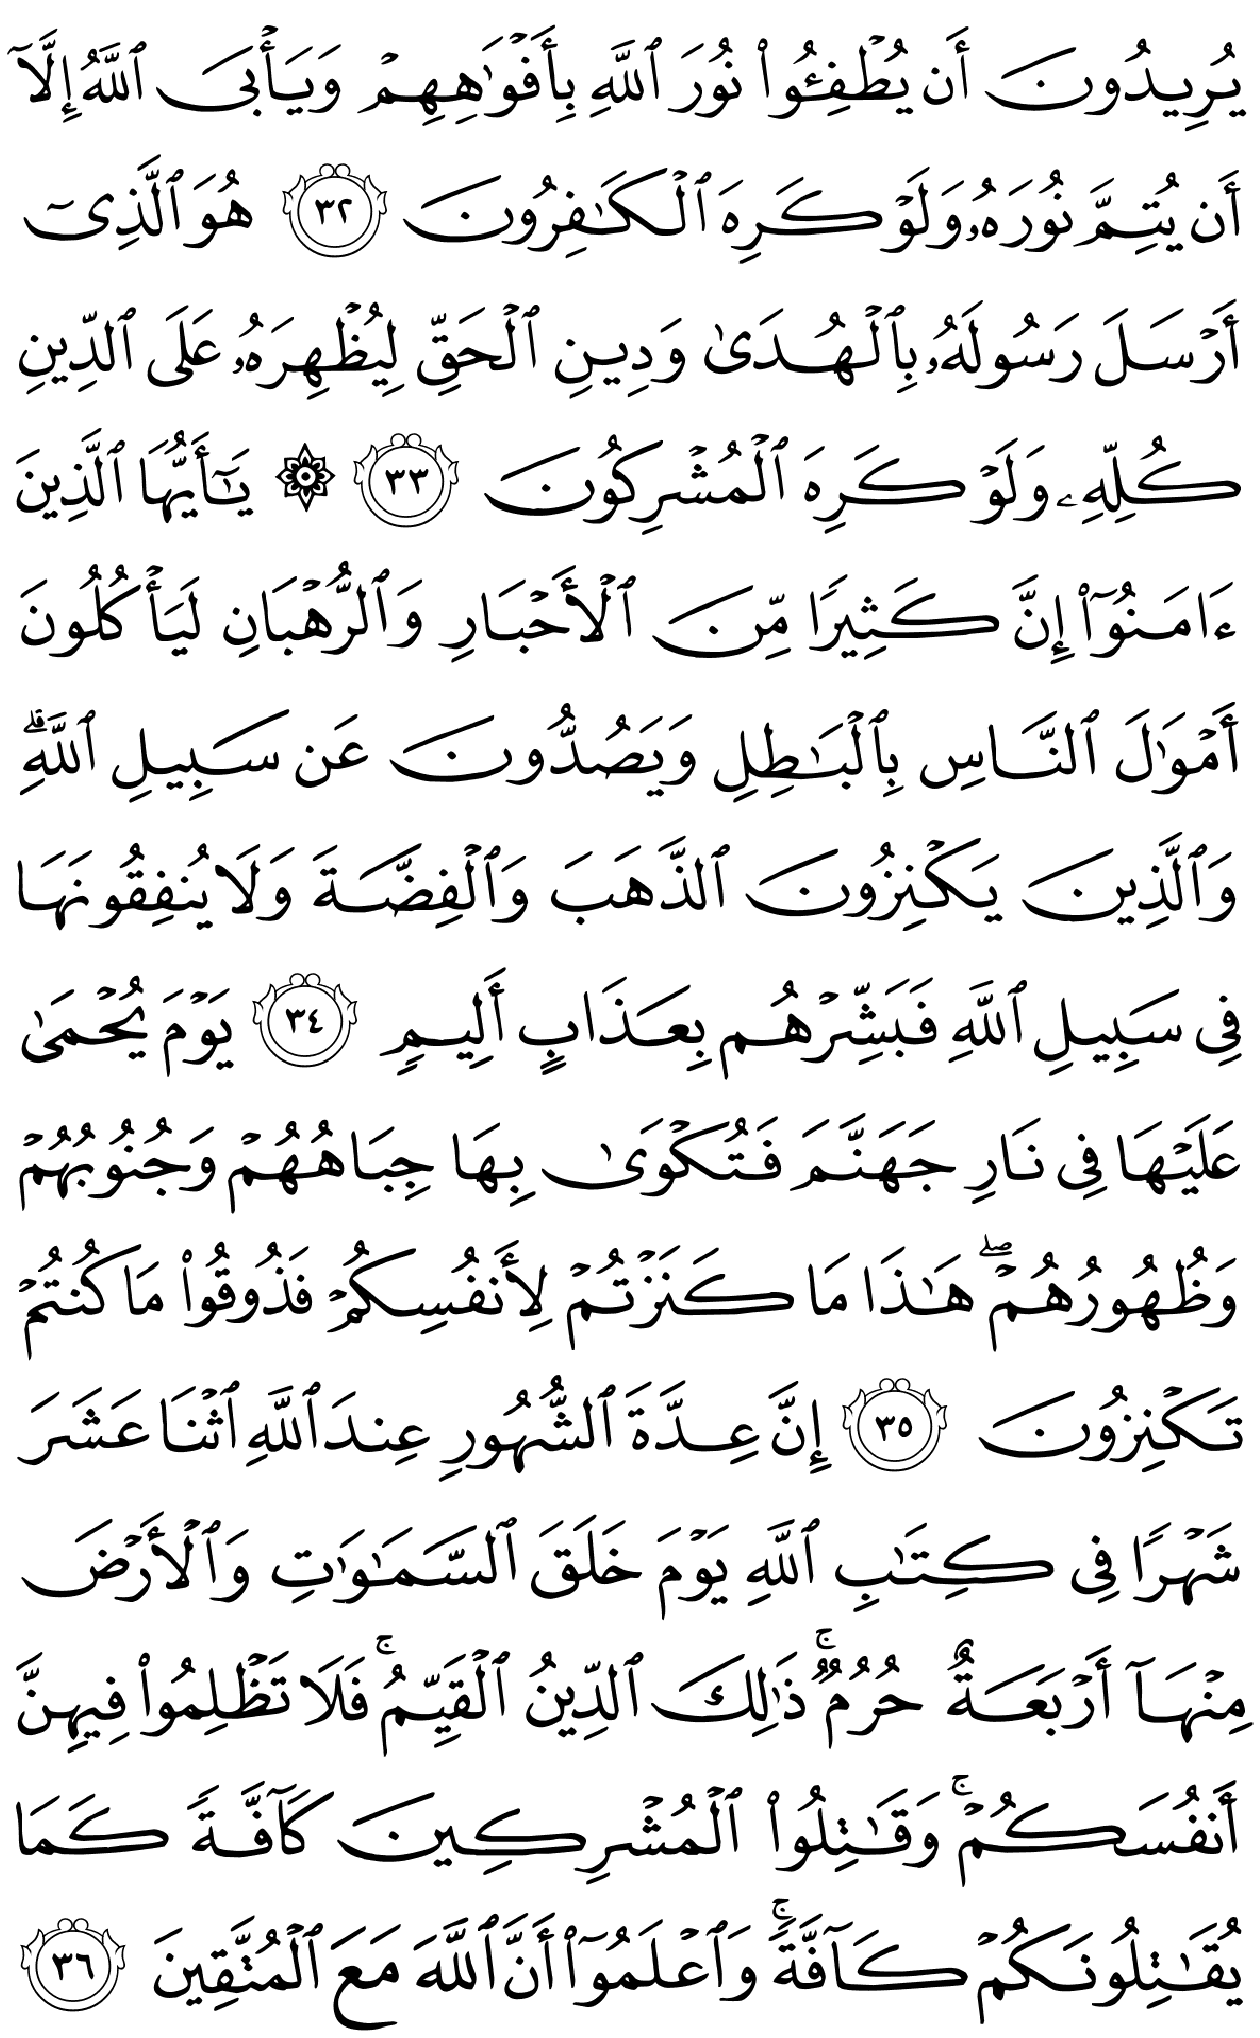 يُرِيدُونَ أَن يُطْفِـُٔوا۟ نُورَ ٱللَّهِ بِأَفْوَٰهِهِمْ وَيَأْبَى ٱللَّهُ إِلَّآ
أَن يُتِمَّ نُورَهُۥ وَلَوْ كَرِهَ ٱلْكَـٰفِرُونَ ٣٢ هُوَ ٱلَّذِىٓ
أَرْسَلَ رَسُولَهُۥ بِٱلْهُدَىٰ وَدِينِ ٱلْحَقِّ لِيُظْهِرَهُۥ عَلَى ٱلدِّينِ
كُلِّهِۦ وَلَوْ كَرِهَ ٱلْمُشْرِكُونَ ٣٣ ۞ يَـٰٓأَيُّهَا ٱلَّذِينَ
ءَامَنُوٓا۟ إِنَّ كَثِيرًا مِّنَ ٱلْأَحْبَارِ وَٱلرُّهْبَانِ لَيَأْكُلُونَ
أَمْوَٰلَ ٱلنَّاسِ بِٱلْبَـٰطِلِ وَيَصُدُّونَ عَن سَبِيلِ ٱللَّهِ ۗ
وَٱلَّذِينَ يَكْنِزُونَ ٱلذَّهَبَ وَٱلْفِضَّةَ وَلَا يُنفِقُونَهَا
فِى سَبِيلِ ٱللَّهِ فَبَشِّرْهُم بِعَذَابٍ أَلِيمٍ ٣٤ يَوْمَ يُحْمَىٰ
عَلَيْهَا فِى نَارِ جَهَنَّمَ فَتُكْوَىٰ بِهَا جِبَاهُهُمْ وَجُنُوبُهُمْ
وَظُهُورُهُمْ ۖ هَـٰذَا مَا كَنَزْتُمْ لِأَنفُسِكُمْ فَذُوقُوا۟ مَا كُنتُمْ
تَكْنِزُونَ ٣٥ إِنَّ عِدَّةَ ٱلشُّهُورِ عِندَ ٱللَّهِ ٱثْنَا عَشَرَ
شَهْرًا فِى كِتَـٰبِ ٱللَّهِ يَوْمَ خَلَقَ ٱلسَّمَـٰوَٰتِ وَٱلْأَرْضَ
مِنْهَآ أَرْبَعَةٌ حُرُمٌ ۚ ذَٰلِكَ ٱلدِّينُ ٱلْقَيِّمُ ۚ فَلَا تَظْلِمُوا۟ فِيهِنَّ
أَنفُسَكُمْ ۚ وَقَـٰتِلُوا۟ ٱلْمُشْرِكِينَ كَآفَّةً كَمَا
يُقَـٰتِلُونَكُمْ كَآفَّةً ۚ وَٱعْلَمُوٓا۟ أَنَّ ٱللَّهَ مَعَ ٱلْمُتَّقِينَ ٣٦